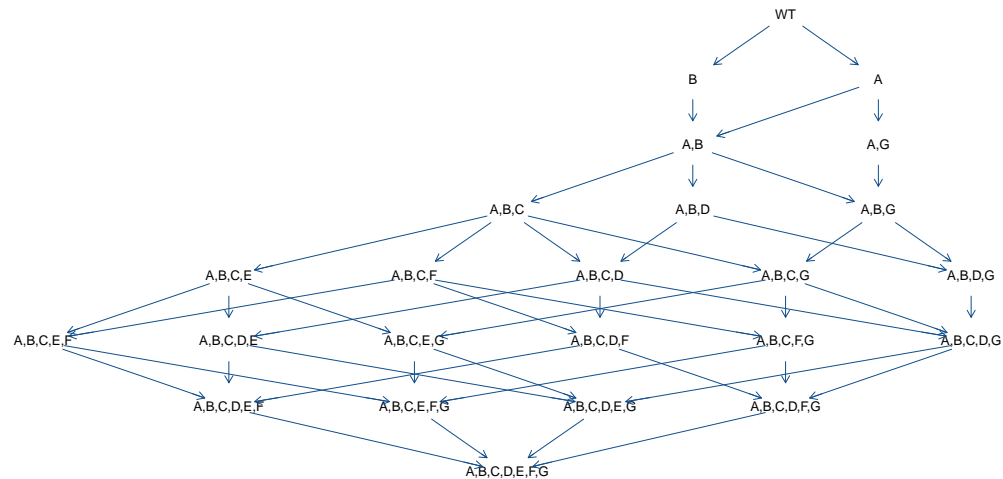 WT
B
A
A,B
A,G
A,B,C
A,B,D
A,B,G
A,B,C,E
A,B,C,F
A,B,C,D
A,B,C,G
A,B,D,G
A,B,C,E,F
A,B,C,D,E
A,B,C,E,G
A,B,C,D,F
A,B,C,F,G
A,B,C,D,G
A,B,C,D,E,F
A,B,C,E,F,G
A,B,C,D,E,G
A,B,C,D,F,G
A,B,C,D,E,F,G